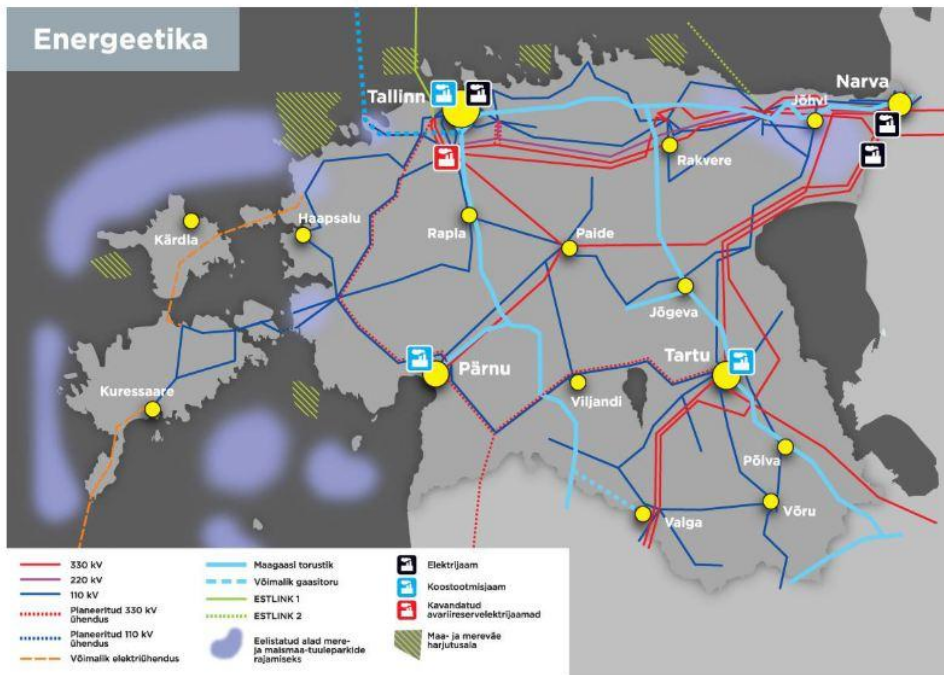 Energeetika
Tallinn
Narva
Jõhvi
Rakvere
Haapsalu
Kärdla
Rapla
Paide
Jõgeva
Pärnu
Tartu
Viljandi
Kuressaare
Põlva
Võru
Valga
330 kV
220 kV
110 kV
Planeeritud 330 kV
ühendus
Planeeritud 110 kV
ühendus
Võimalik elektriühendus
Maagaasi torustik
Võimalik gaasitoru
ESTLINK 1
ESTLINK 2
Eelistatud alad mere-
ja maismaa-tuuleparkide
rajamiseks
Elektrijaam
Koostootmisjaam
Kavandatud
avariireservelektrijaamad
Maa- ja mereväe
harjutusala